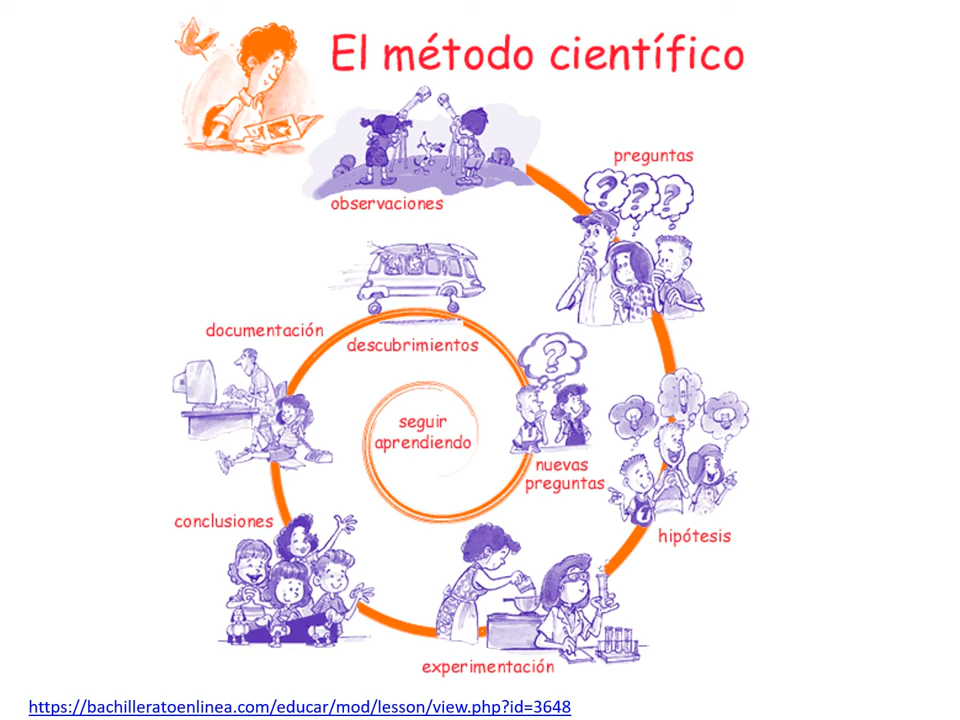 El método científico
observaciones
preguntas
? ? ?
hipótesis
7
experimentación
conclusiones
documentación
descubrimientos
?
nuevas
preguntas
seguir
aprendiendo
https://bachilleratoenlinea.com/educar/mod/lesson/view.php?id=3648